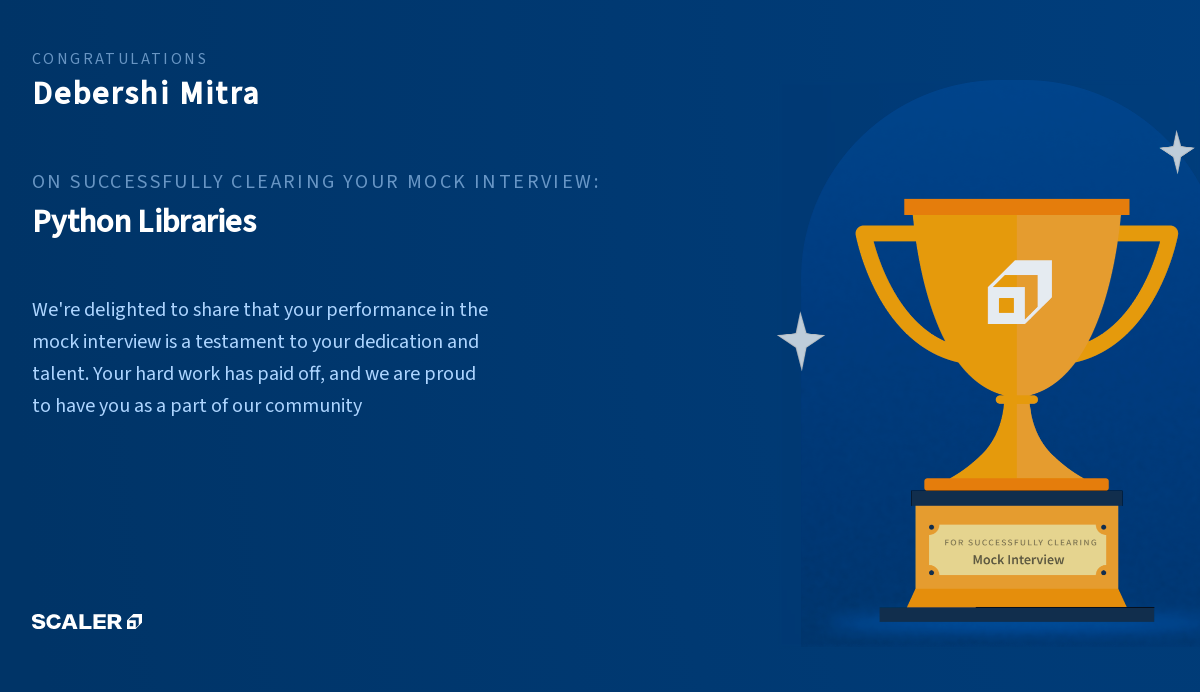 CONGRATULATIONS
Debershi Mitra
ON SUCCESSFULLY CLEARING YOUR MOCK INTERVIEW:
Python Libraries
We're delighted to share that your performance in the
mock interview is a testament to your dedication and
talent. Your hard work has paid off, and we are proud
to have you as a part of our community
FOR SUCCESSFULLY CLEARING
Mock Interview
SCALER